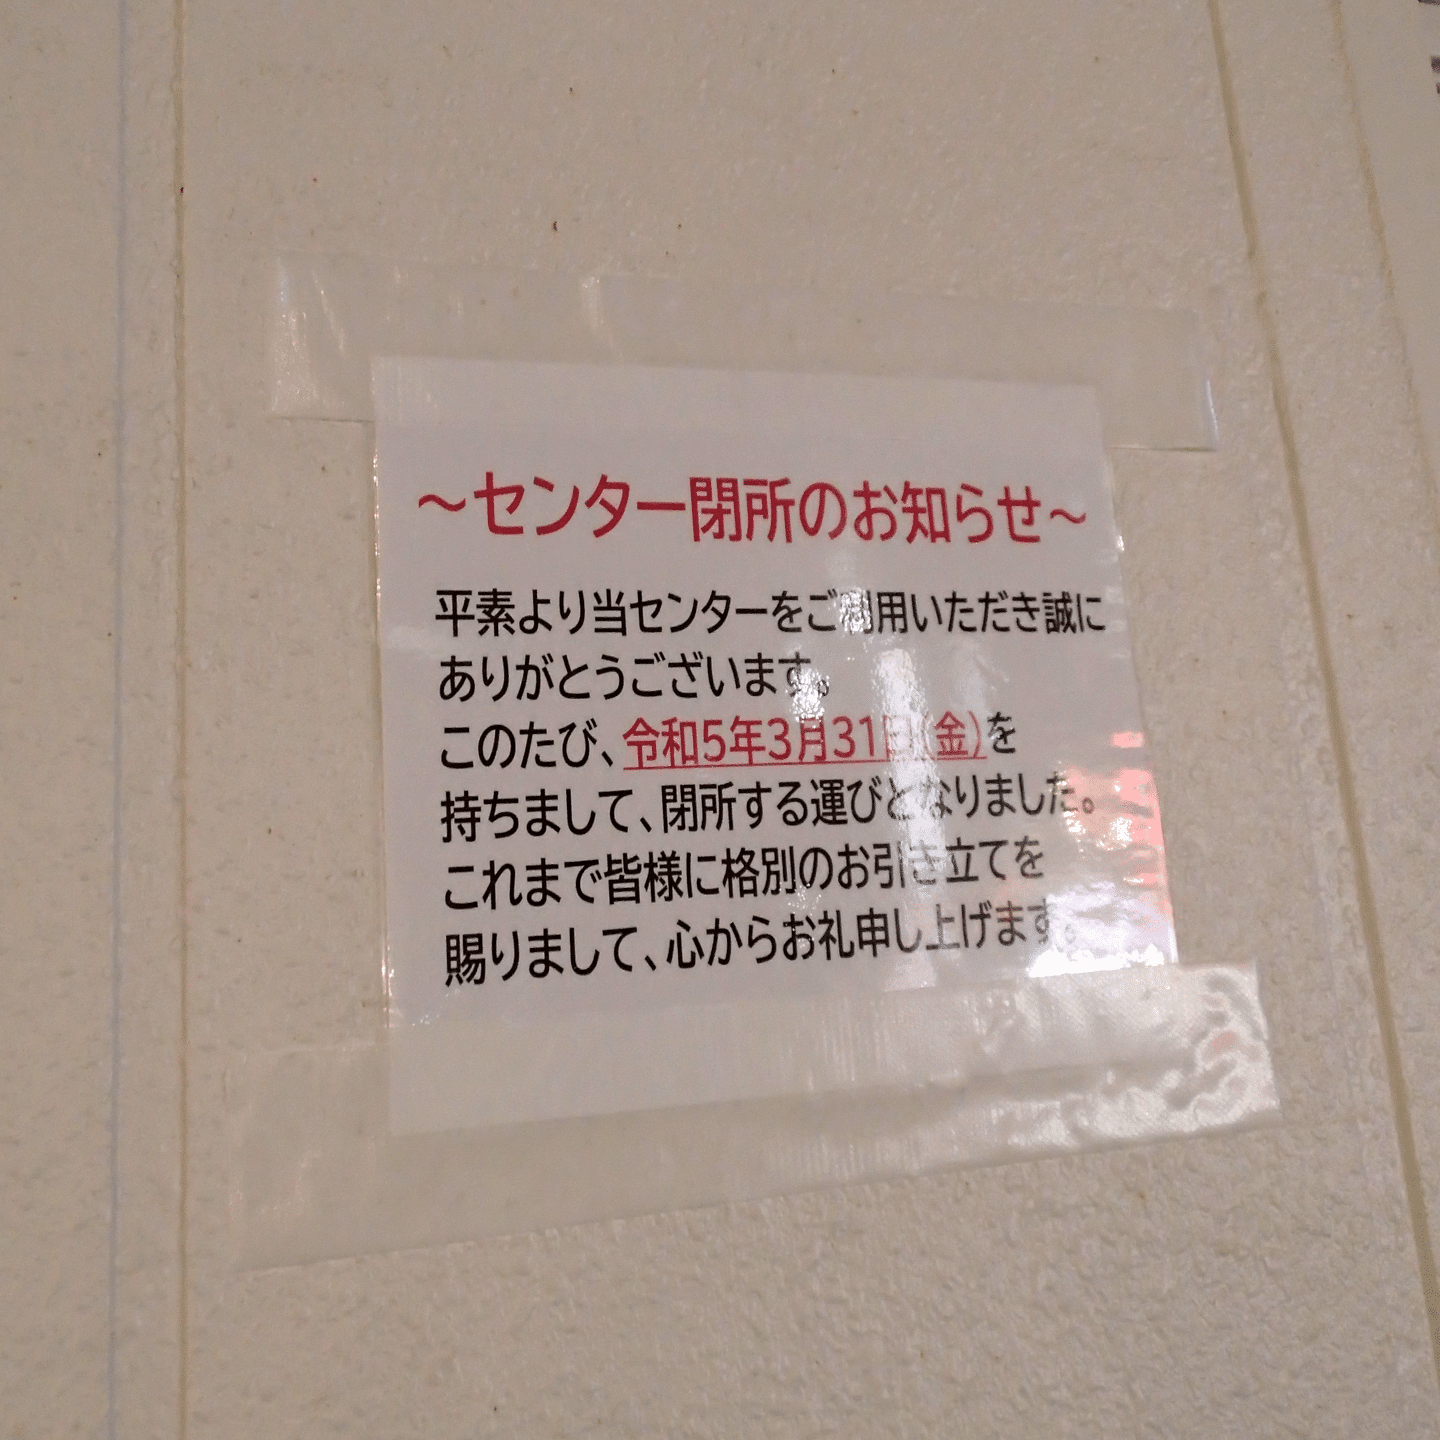 ~センター閉所のお知らせ~
平素より当センターをご利用いただき誠に
ありがとうございます。
このたび、令和5年3月31日(金)を
持ちまして、閉所する運びとなりました。
これまで皆様に格別のお引き立てを
賜りまして、心からお礼申し上げます。